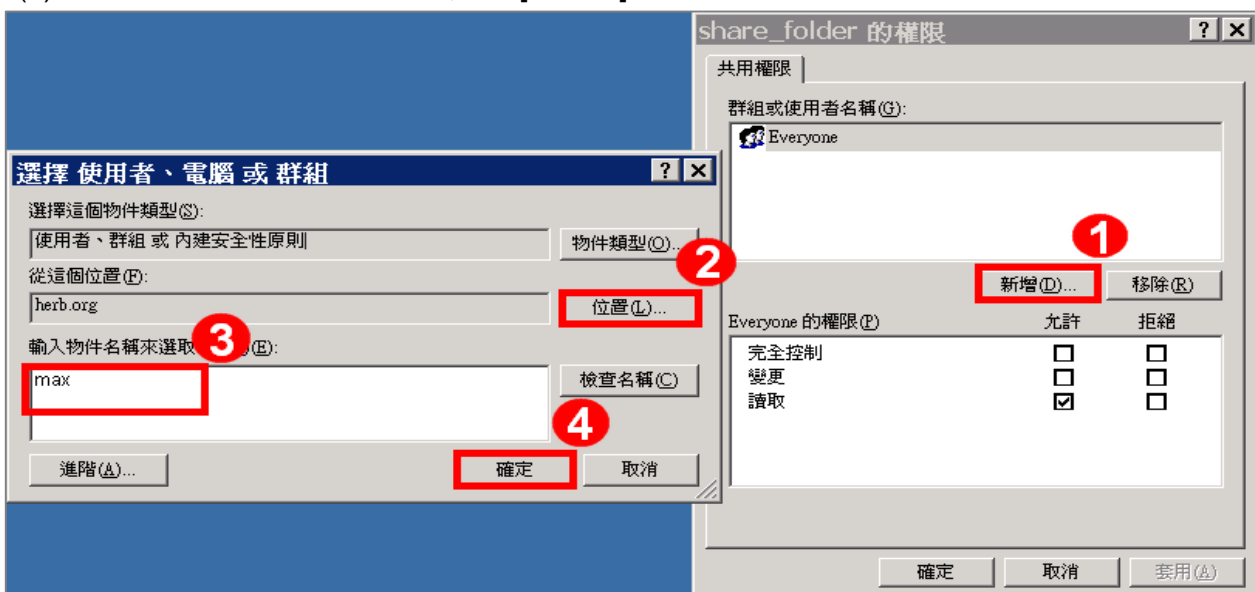 share_folder 的權限
共用權限
群組或使用者名稱(G):
Everyone
1
新增(D)...
移除(R)
Everyone 的權限(P)
允許
拒絕
完全控制
變更
讀取
確定
取消
套用(A)
選擇 使用者、電腦 或 群組
選擇這個物件類型(S):
使用者、群組 或 內建安全性原則
物件類型(O)...
2
從這個位置(F):
herb.org
位置(L)...
3
輸入物件名稱來選取
(E):
max
檢查名稱(C)
4
進階(A)...
確定
取消